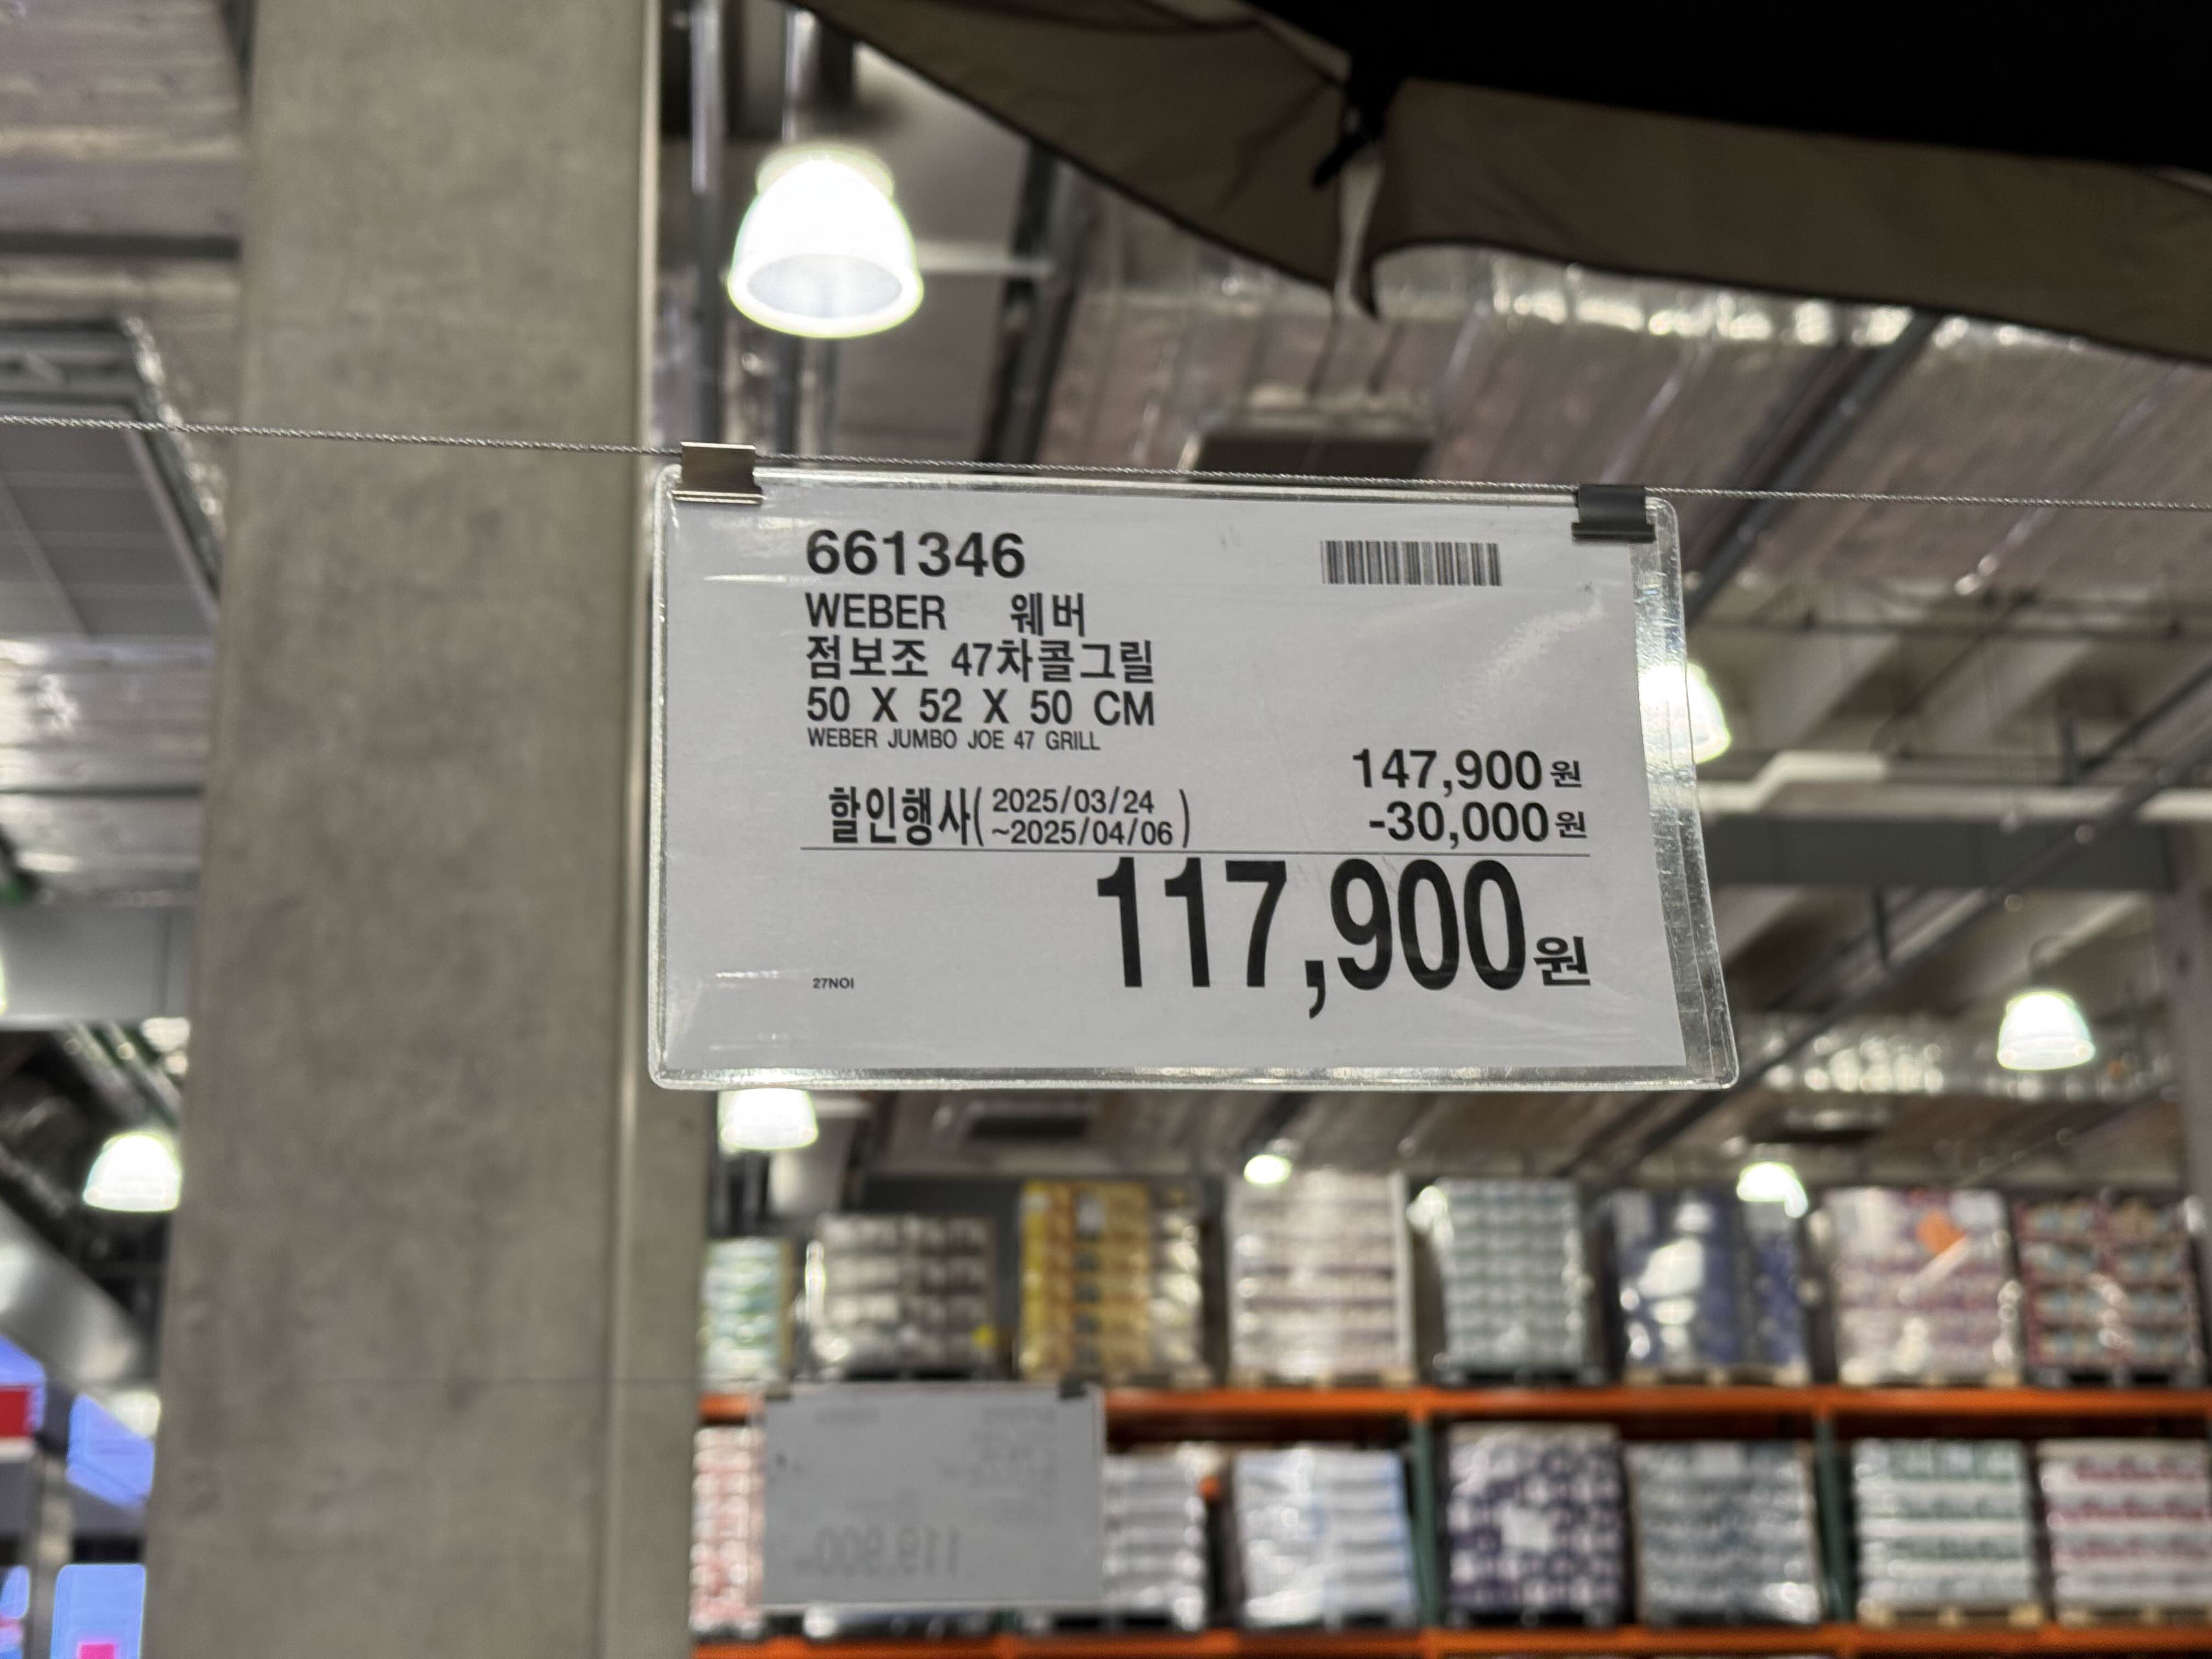 661346
WEBER 웨버
점보조 47차콜그릴
50 X 52 X 50 CM
WEBER JUMBO JOE 47 GRILL
147,900원
할인행사( 2025/03/24
~2025/04/06 )
-30,000원
117,900원
27NOI